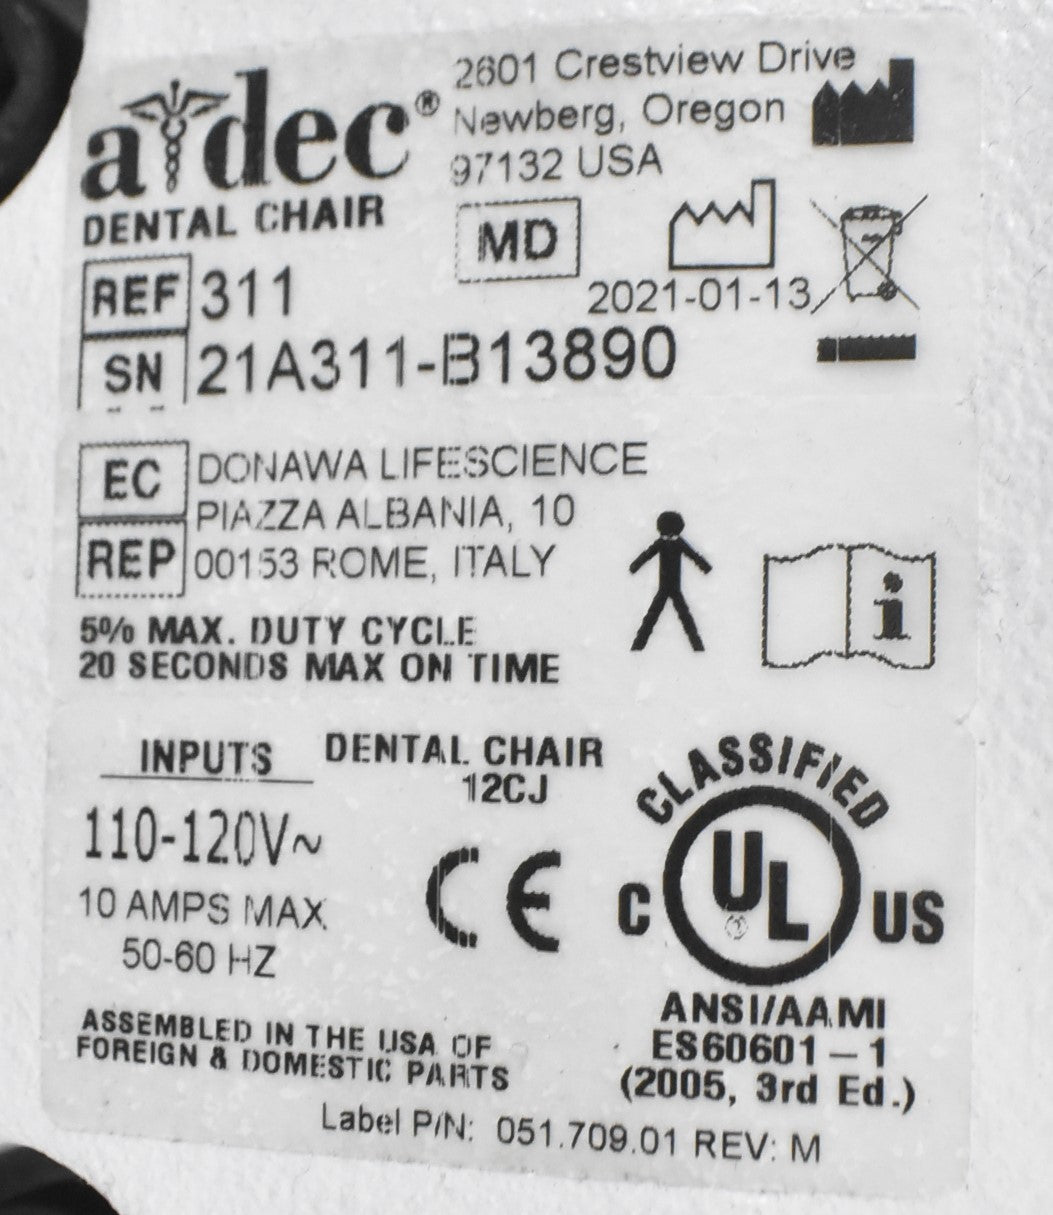 a dec®
2601 Crestview Drive
Newberg, Oregon
97132 USA
DENTAL CHAIR
MD
REF 311
2021-01-13
SN 21A311-B13890
EC REP
DONAWA LIFESCIENCE
PIAZZA ALBANIA, 10
00153 ROME, ITALY
i
5% MAX. DUTY CYCLE
20 SECONDS MAX ON TIME
INPUTS
110-120V~
10 AMPS MAX
50-60 HZ
DENTAL CHAIR
12CJ
CE
CLASSIFIED
C UL® US
ANSI/AAMI
ES60601-1
(2005, 3rd Ed.)
ASSEMBLED IN THE USA OF
FOREIGN & DOMESTIC PARTS
Label P/N: 051.709.01 REV: M